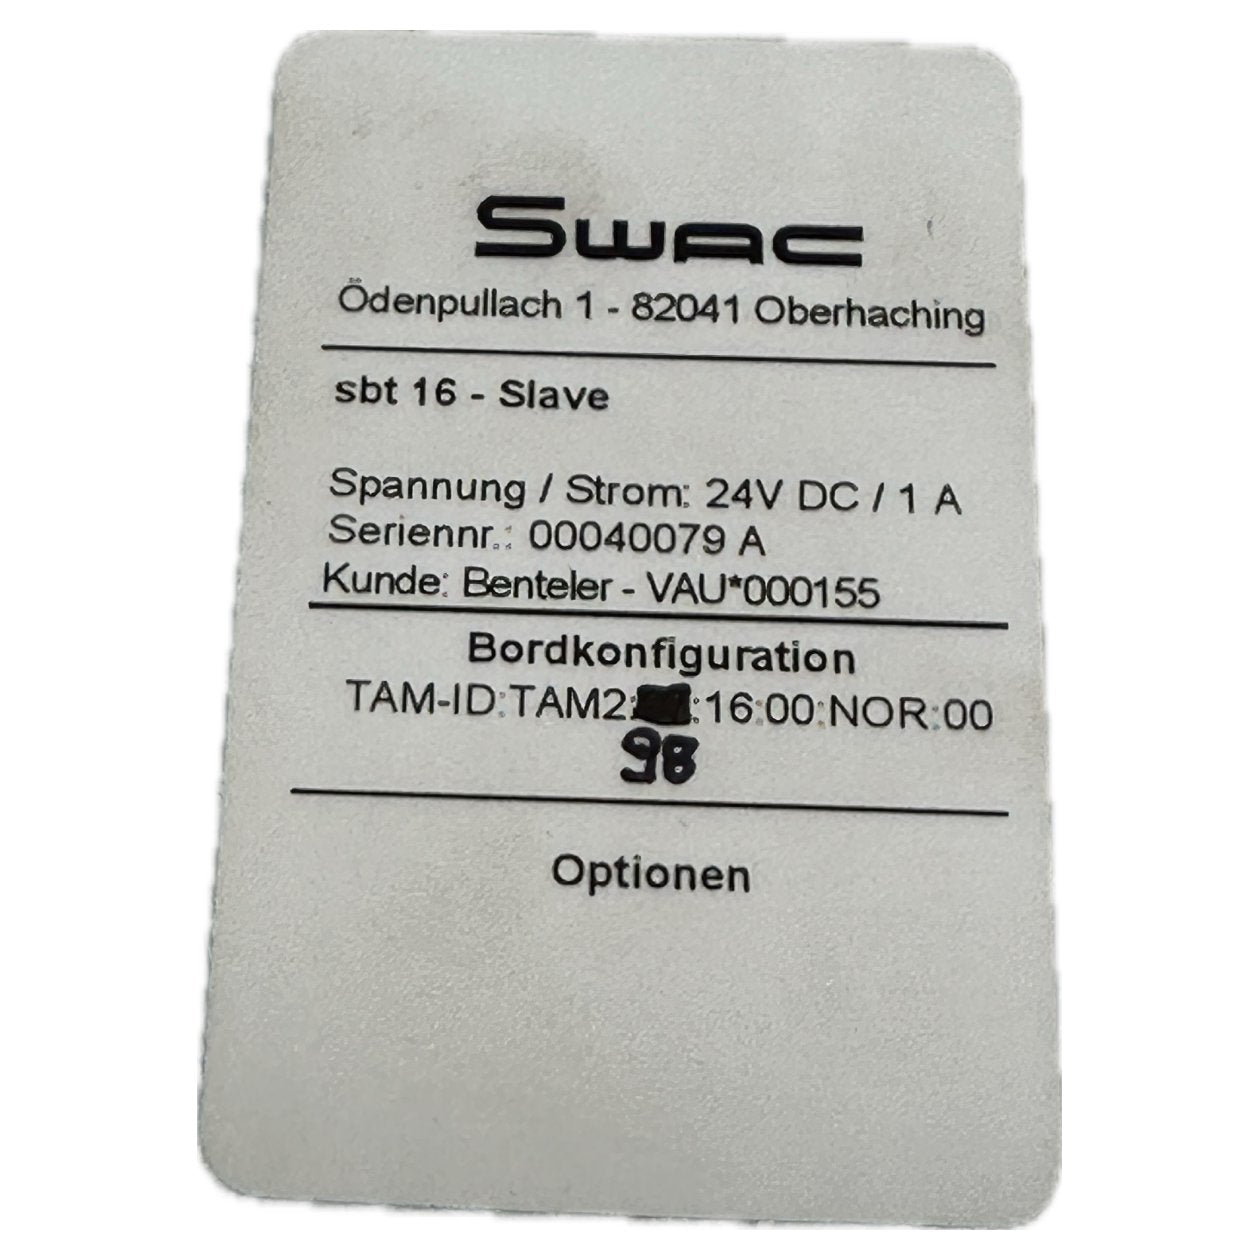 Swac
Ödenpullach 1 - 82041 Oberhaching
sbt 16 - Slave
Spannung / Strom: 24V DC / 1 A
Seriennr.: 00040079 A
Kunde: Benteler - VAU*000155
Bordkonfiguration
TAM-ID:TAM2: :16:00:NOR:00
98
Optionen